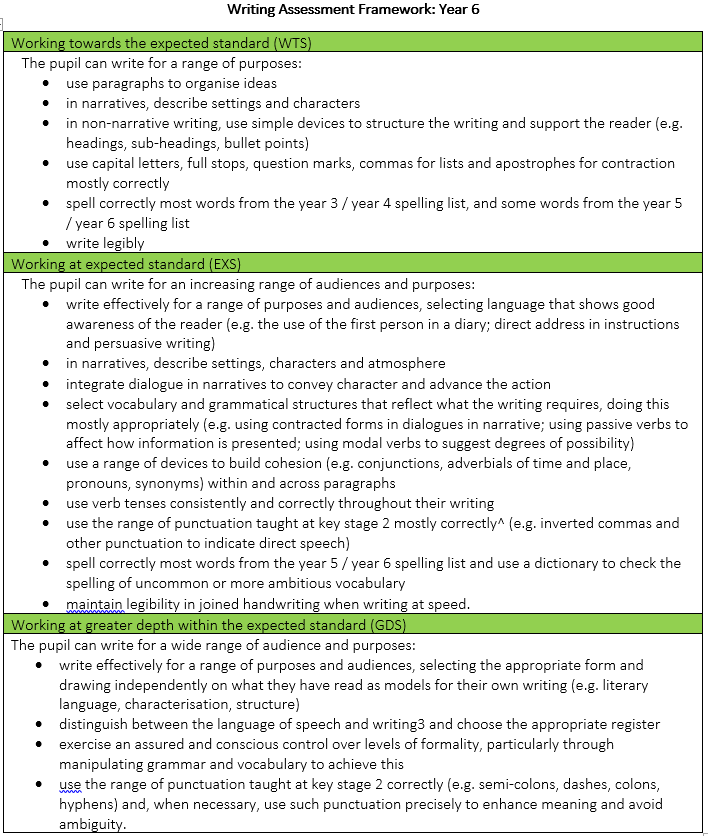 Writing Assessment Framework: Year 6
Working towards the expected standard (WTS)
The pupil can write for a range of purposes:
• use paragraphs to organise ideas
• in narratives, describe settings and characters
• in non-narrative writing, use simple devices to structure the writing and support the reader (e.g.
headings, sub-headings, bullet points)
• use capital letters, full stops, question marks, commas for lists and apostrophes for contraction
mostly correctly
• spell correctly most words from the year 3 / year 4 spelling list, and some words from the year 5
/ year 6 spelling list
• write legibly
Working at expected standard (EXS)
The pupil can write for an increasing range of audiences and purposes:
• write effectively for a range of purposes and audiences, selecting language that shows good
awareness of the reader (e.g. the use of the first person in a diary; direct address in instructions
and persuasive writing)
• in narratives, describe settings, characters and atmosphere
• integrate dialogue in narratives to convey character and advance the action
• select vocabulary and grammatical structures that reflect what the writing requires, doing this
mostly appropriately (e.g. using contracted forms in dialogues in narrative; using passive verbs to
affect how information is presented; using modal verbs to suggest degrees of possibility)
• use a range of devices to build cohesion (e.g. conjunctions, adverbials of time and place,
pronouns, synonyms) within and across paragraphs
• use verb tenses consistently and correctly throughout their writing
• use the range of punctuation taught at key stage 2 mostly correctly^ (e.g. inverted commas and
other punctuation to indicate direct speech)
• spell correctly most words from the year 5 / year 6 spelling list and use a dictionary to check the
spelling of uncommon or more ambitious vocabulary
• maintain legibility in joined handwriting when writing at speed.
Working at greater depth within the expected standard (GDS)
The pupil can write for a wide range of audience and purposes:
• write effectively for a range of purposes and audiences, selecting the appropriate form and
drawing independently on what they have read as models for their own writing (e.g. literary
language, characterisation, structure)
• distinguish between the language of speech and writing3 and choose the appropriate register
• exercise an assured and conscious control over levels of formality, particularly through
manipulating grammar and vocabulary to achieve this
• use the range of punctuation taught at key stage 2 correctly (e.g. semi-colons, dashes, colons,
hyphens) and, when necessary, use such punctuation precisely to enhance meaning and avoid
ambiguity.